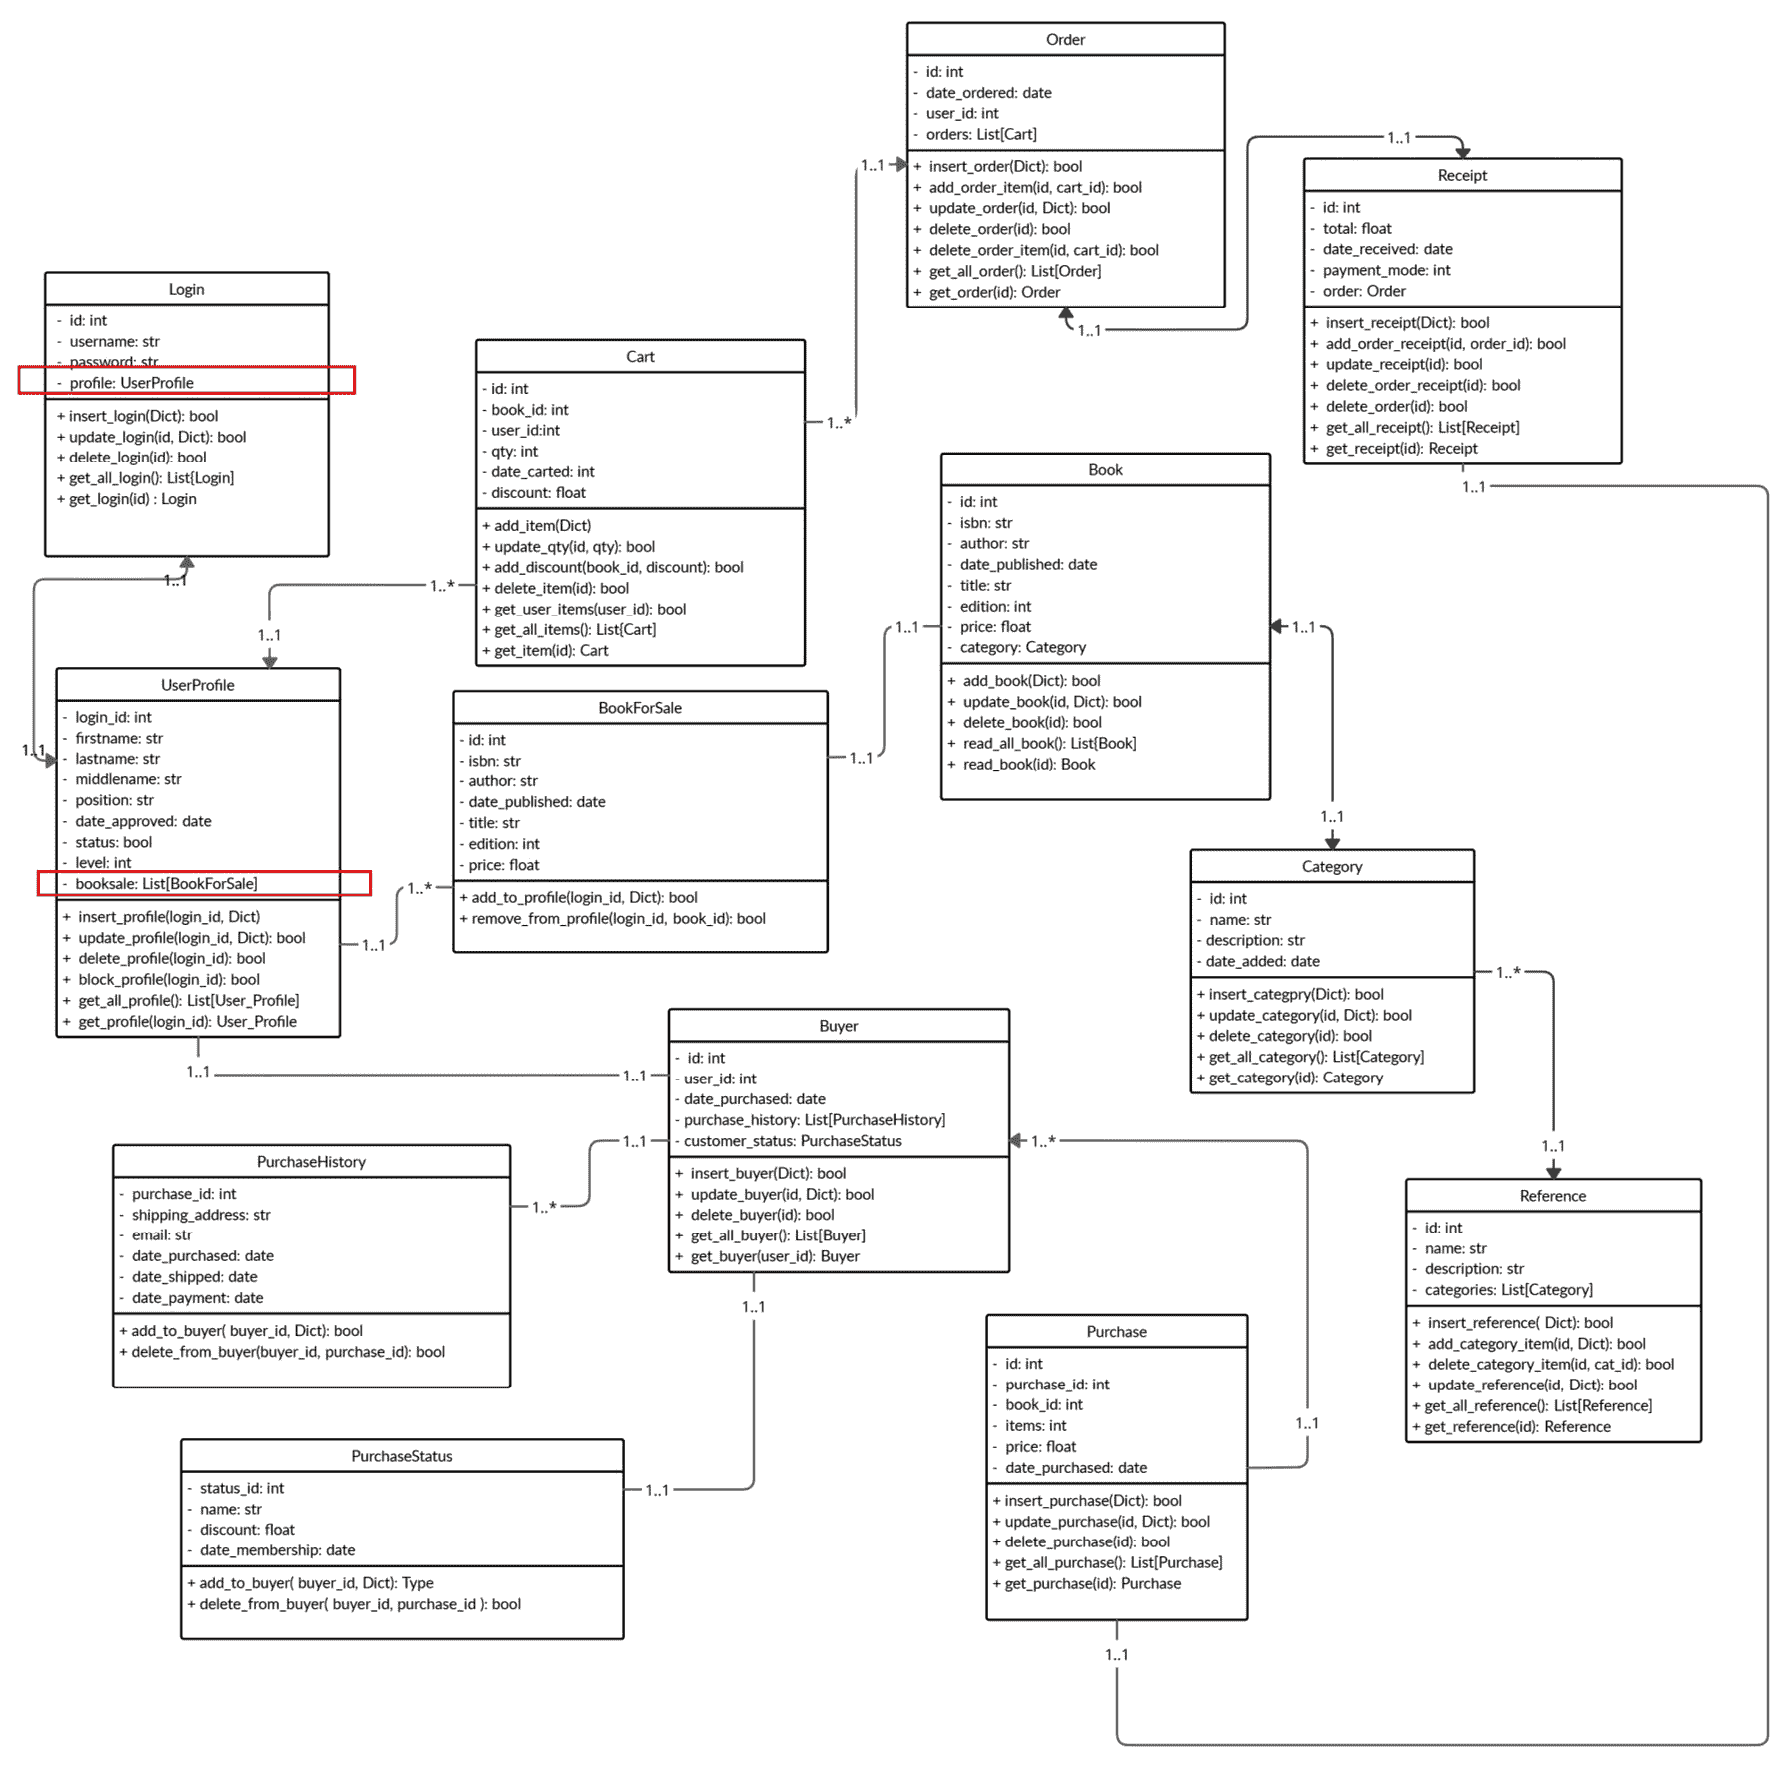 Order
- id: int
- date_ordered: date
- user_id: int
- orders: List[Cart]
+ insert_order(Dict): bool
+ add_order_item(id, cart_id): bool
+ update_order(id, Dict): bool
+ delete_order(id): bool
+ delete_order_item(id, cart_id): bool
+ get_all_order(): List[Order]
+ get_order(id): Order
1..1
1..1
1..1
Receipt
- id: int
- total: float
- date_received: date
- payment_mode: int
- order: Order
+ insert_receipt(Dict): bool
+ add_order_receipt(id, order_id): bool
+ update_receipt(id): bool
+ delete_order_receipt(id): bool
+ delete_order(id): bool
+ get_all_receipt(): List[Receipt]
+ get_receipt(id): Receipt
1..1
Login
- id: int
- username: str
- password: str
- profile: UserProfile
+ insert_login(Dict): bool
+ update_login(id, Dict): bool
+ delete_login(id): bool
+ get_all_login(): List{Login]
+ get_login(id) : Login
1..1
Cart
- id: int
- book_id: int
- user_id:int
- qty: int
- date_carted: int
- discount: float
+ add_item(Dict)
+ update_qty(id, qty): bool
+ add_discount(book_id, discount): bool
+ delete_item(id): bool
+ get_user_items(user_id): bool
+ get_all_items(): List{Cart]
+ get_item(id): Cart
1..*
1..*
1..1
Book
- id: int
- isbn: str
- author: str
- date_published: date
- title: str
- edition: int
- price: float
- category: Category
+ add_book(Dict): bool
+ update_book(id, Dict): bool
+ delete_book(id): bool
+ read_all_book(): List{Book]
+ read_book(id): Book
1..1
1..1
1..1
UserProfile
- login_id: int
- firstname: str
- lastname: str
- middlename: str
- position: str
- date_approved: date
- status: bool
- level: int
- booksale: List[BookForSale]
+ insert_profile(login_id, Dict)
+ update_profile(login_id, Dict): bool
+ delete_profile(login_id): bool
+ block_profile(login_id): bool
+ get_all_profile(): List[User_Profile]
+ get_profile(login_id): User_Profile
1..1
1..1
1..*
BookForSale
- id: int
- isbn: str
- author: str
- date_published: date
- title: str
- edition: int
- price: float
+ add_to_profile(login_id, Dict): bool
+ remove_from_profile(login_id, book_id): bool
1..1
1..1
Category
- id: int
- name: str
- description: str
- date_added: date
+ insert_categpry(Dict): bool
+ update_category(id, Dict): bool
+ delete_category(id): bool
+ get_all_category(): List[Category]
+ get_category(id): Category
1..*
1..1
1..1
1..1
Buyer
- id: int
- user_id: int
- date_purchased: date
- purchase_history: List[PurchaseHistory]
- customer_status: PurchaseStatus
+ insert_buyer(Dict): bool
+ update_buyer(id, Dict): bool
+ delete_buyer(id): bool
+ get_all_buyer(): List[Buyer]
+ get_buyer(user_id): Buyer
1..1
1..*
1..1
PurchaseHistory
- purchase_id: int
- shipping_address: str
- email: str
- date_purchased: date
- date_shipped: date
- date_payment: date
+ add_to_buyer( buyer_id, Dict): bool
+ delete_from_buyer(buyer_id, purchase_id): bool
1..*
Reference
- id: int
- name: str
- description: str
- categories: List[Category]
+ insert_reference( Dict): bool
+ add_category_item(id, Dict): bool
+ delete_category_item(id, cat_id): bool
+ update_reference(id, Dict): bool
+ get_all_reference(): List[Reference]
+ get_reference(id): Reference
Purchase
- id: int
- purchase_id: int
- book_id: int
- items: int
- price: float
- date_purchased: date
+ insert_purchase(Dict): bool
+ update_purchase(id, Dict): bool
+ delete_purchase(id): bool
+ get_all_purchase(): List[Purchase]
+ get_purchase(id): Purchase
1..1
1..1
PurchaseStatus
- status_id: int
- name: str
- discount: float
- date_membership: date
+ add_to_buyer( buyer_id, Dict): Type
+ delete_from_buyer( buyer_id, purchase_id ): bool
1..1